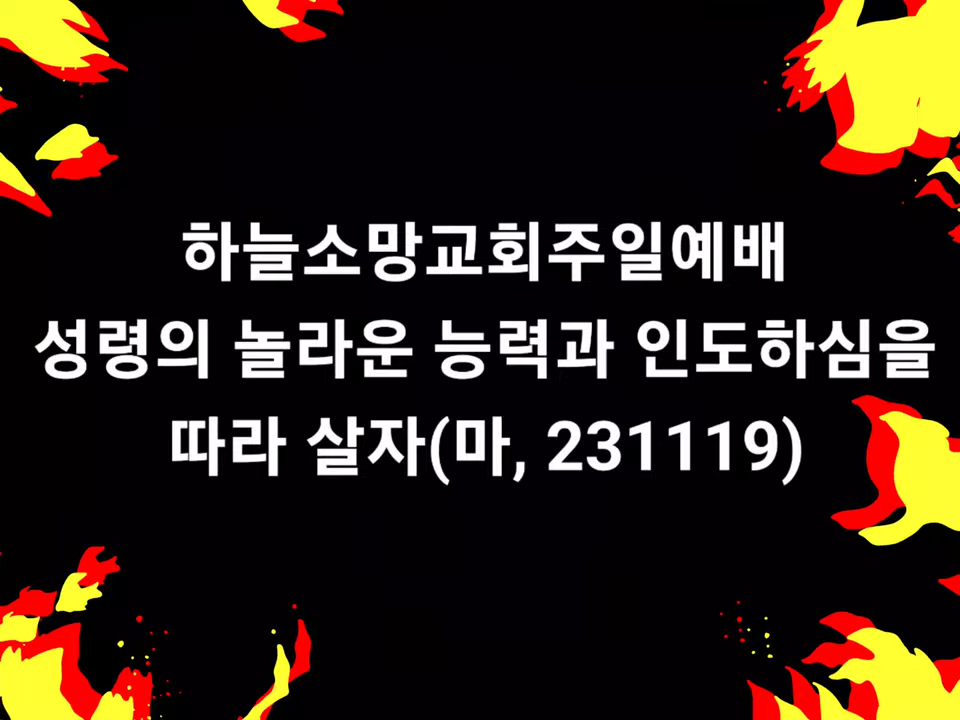 하늘소망교회주일예배
성령의 놀라운 능력과 인도하심을
따라 살자(마, 231119)